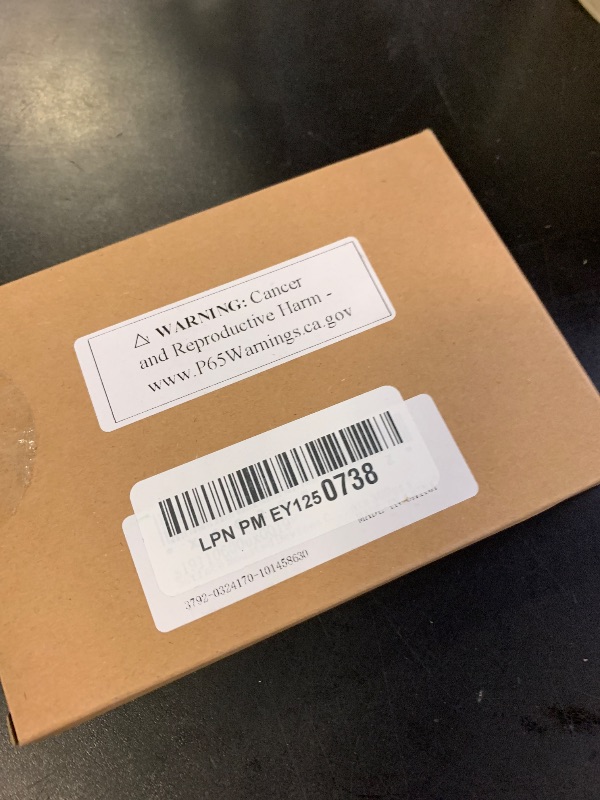 ⚠ WARNING: Cancer
and Reproductive Harm -
www.P65Warnings.ca.gov
LPN PM EY1250738
3792-0324170-101458630